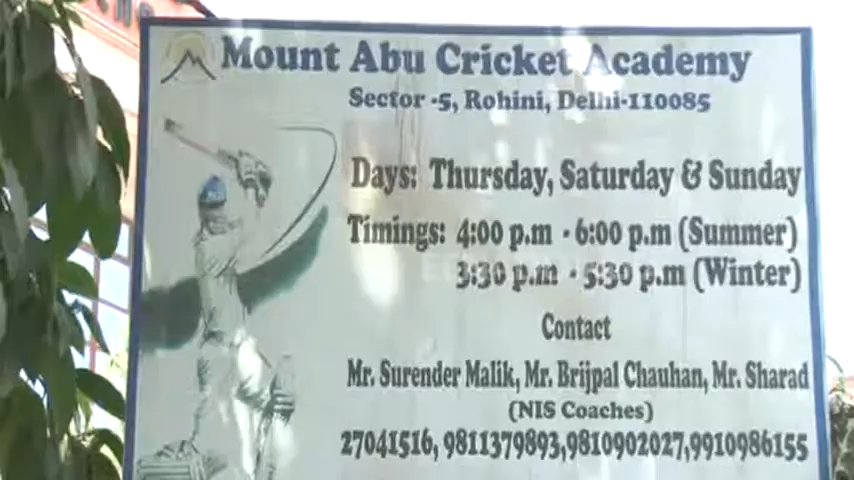 Mount Abu Cricket Academy
Sector -5, Rohini, Delhi-110085
Days: Thursday, Saturday & Sunday
Timings: 4:00 p.m - 6:00 p.m (Summer)
3:30 p.m - 5:30 p.m (Winter)
Contact
Mr. Surender Malik, Mr. Brijpal Chauhan, Mr. Sharad
(NIS Coaches)
27041516, 9811379893,9810902027,9910986155